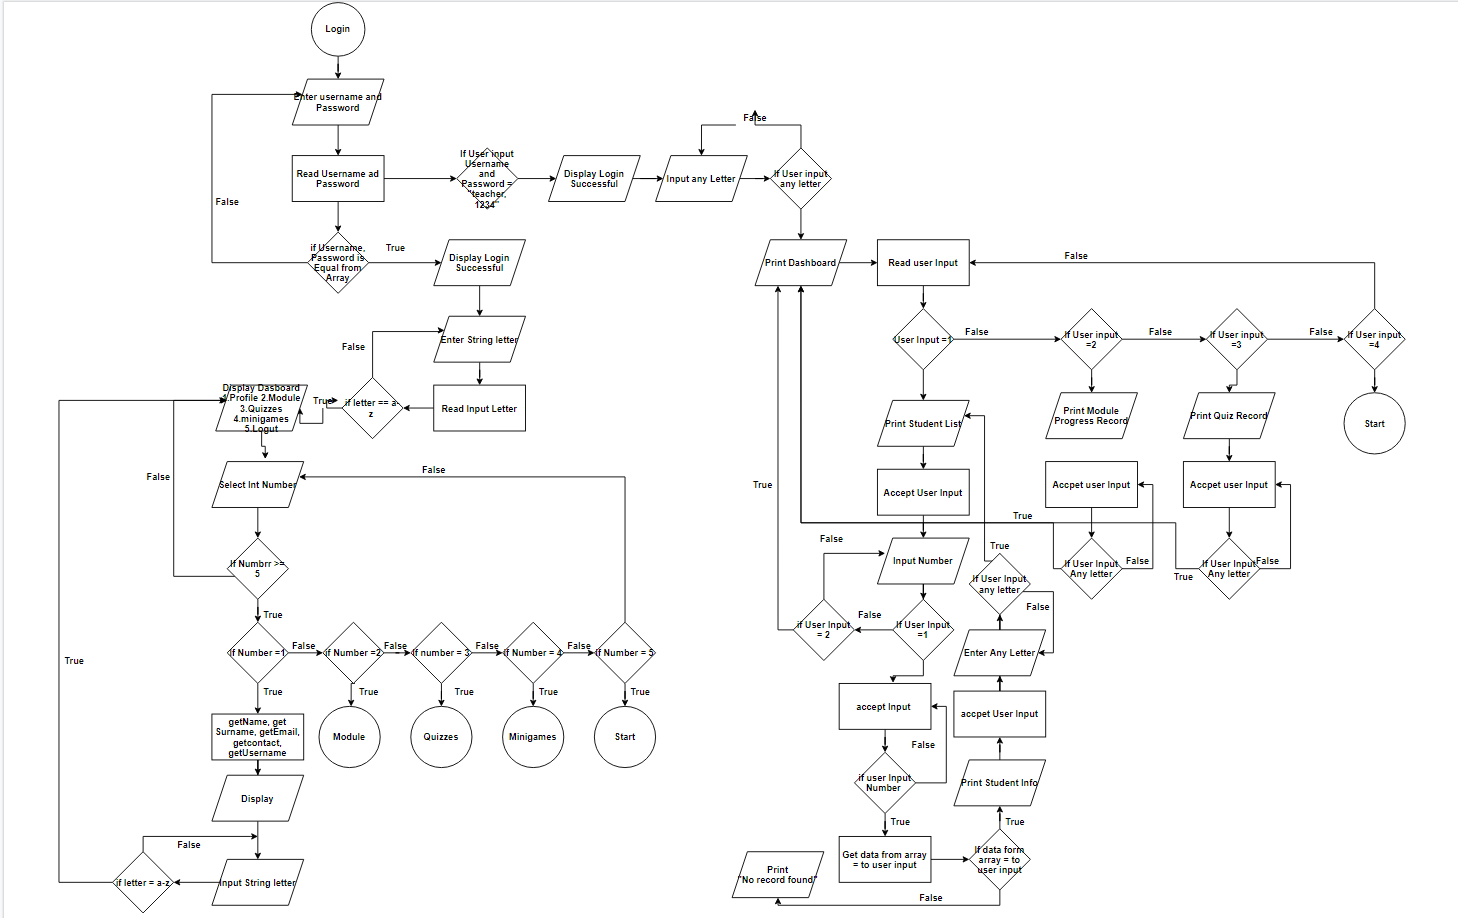 Login
Enter username and
Password
Read Username ad
Password
If User input
Username
and
Password =
"teacher,
1234"
Display Login
Successful
Input any Letter
False
If User input
any letter
False
if Username,
Password is
Equal from
Array
True
Display Login
Successful
Print Dashboard
Read user Input
False
Enter String letter
False
User Input =1
False
If User input
=2
False
If User input
=3
False
If User input
=4
Display Dasboard
1.Profile 2.Module
3.Quizzes
4.minigames
5.Logut
True
if letter == a-
z
Read Input Letter
Print Student List
Print Module
Progress Record
Print Quiz Record
Start
False
Select Int Number
False
True
Accept User Input
Accpet user Input
Accpet user Input
True
If Numbrr >=
5
False
Input Number
True
If User Input
any letter
If User Input
Any letter
False
True
If User Input
Any letter
False
True
False
if User Input
= 2
False
If User Input
=1
True
If Number =1
False
If Number =2
False
If number = 3
False
If Number = 4
False
If Number = 5
Enter Any Letter
True
True
True
True
True
getName, get
Surname, getEmail,
getcontact,
getUsername
Module
Quizzes
Minigames
Start
accept Input
accpet User Input
False
Display
if user Input
Number
Print Student Info
True
True
False
if letter = a-z
Input String letter
Print
"No record found"
Get data from array
= to user input
If data form
array = to
user input
False